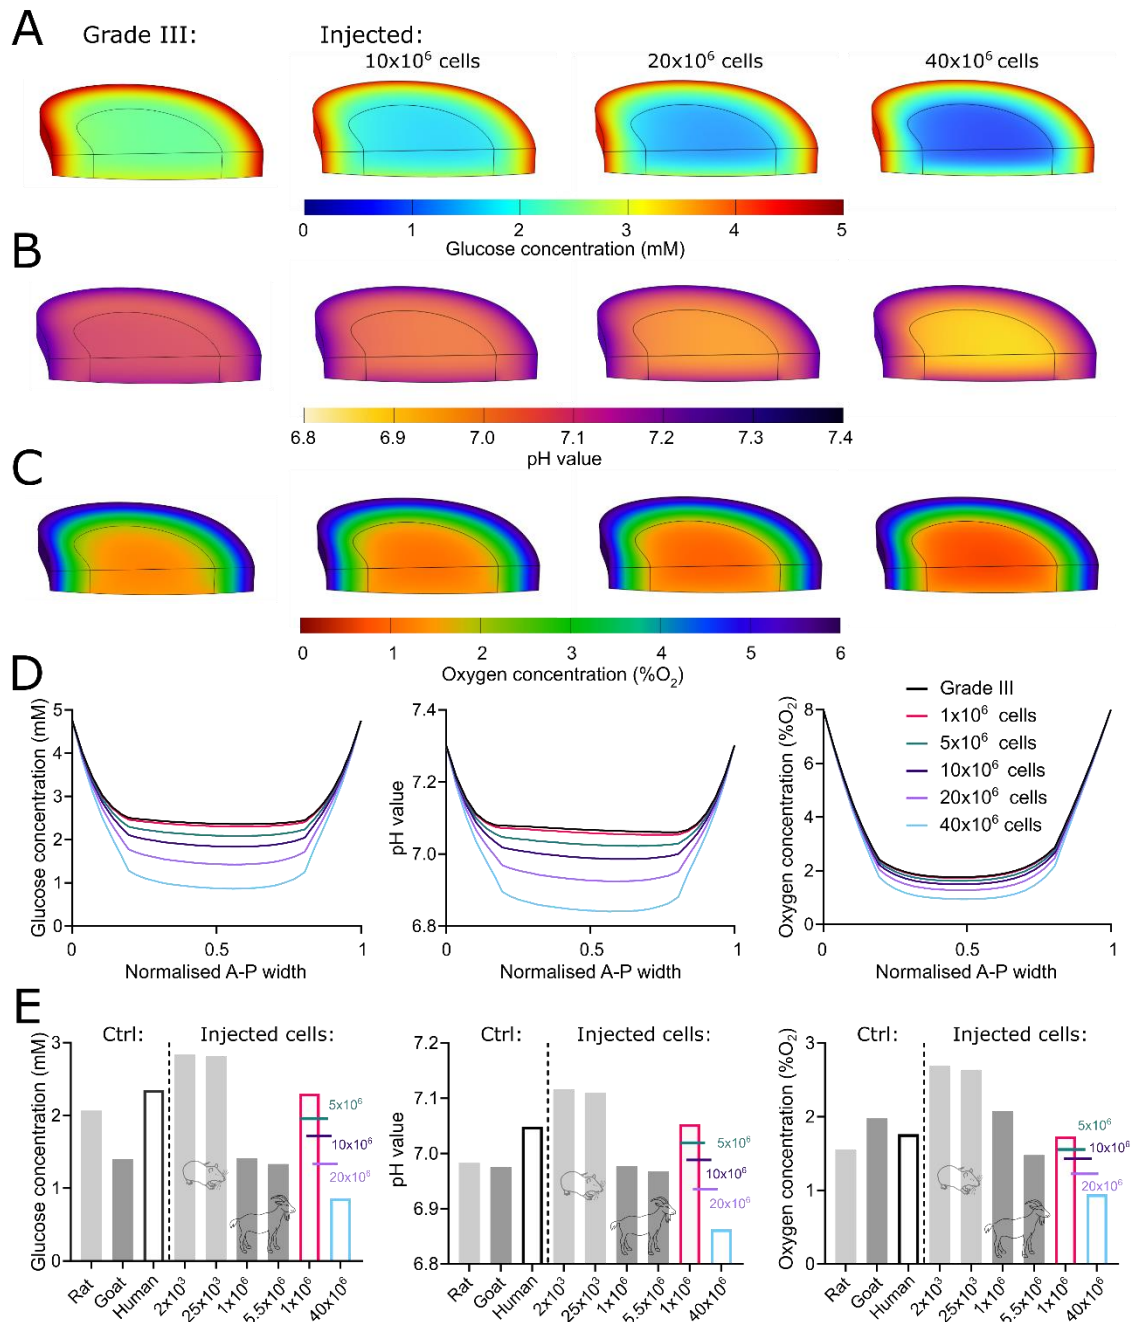 A
Grade III:
Injected:
10x10⁶ cells
20x10⁶ cells
40x10⁶ cells
0 1 2 3 4 5
Glucose concentration (mM)
B
6.8 6.9 7.0 7.1 7.2 7.3 7.4
pH value
C
0 1 2 3 4 5 6
Oxygen concentration (%O₂)
D
Glucose concentration (mM)
5
4
3
2
1
0
0 0.5 1
Normalised A-P width
pH value
7.4
7.2
7.0
6.8
0 0.5 1
Normalised A-P width
Oxygen concentration (%O₂)
8
6
4
2
0
0 0.5 1
Normalised A-P width
Grade III
1x10⁶ cells
5x10⁶ cells
10x10⁶ cells
20x10⁶ cells
40x10⁶ cells
E
Ctrl: Injected cells:
Glucose concentration (mM)
3
2
1
0
5x10⁶
10x10⁶
20x10⁶
Rat Goat Human 2x10³ 25x10³ 1x10⁶ 5.5x10⁶ 1x10⁶ 40x10⁶
Ctrl: Injected cells:
pH value
7.2
7.1
7.0
6.9
6.8
5x10⁶
10x10⁶
20x10⁶
Rat Goat Human 2x10³ 25x10³ 1x10⁶ 5.5x10⁶ 1x10⁶ 40x10⁶
Ctrl: Injected cells:
Oxygen concentration (%O₂)
3
2
1
0
5x10⁶
10x10⁶
20x10⁶
Rat Goat Human 2x10³ 25x10³ 1x10⁶ 5.5x10⁶ 1x10⁶ 40x10⁶